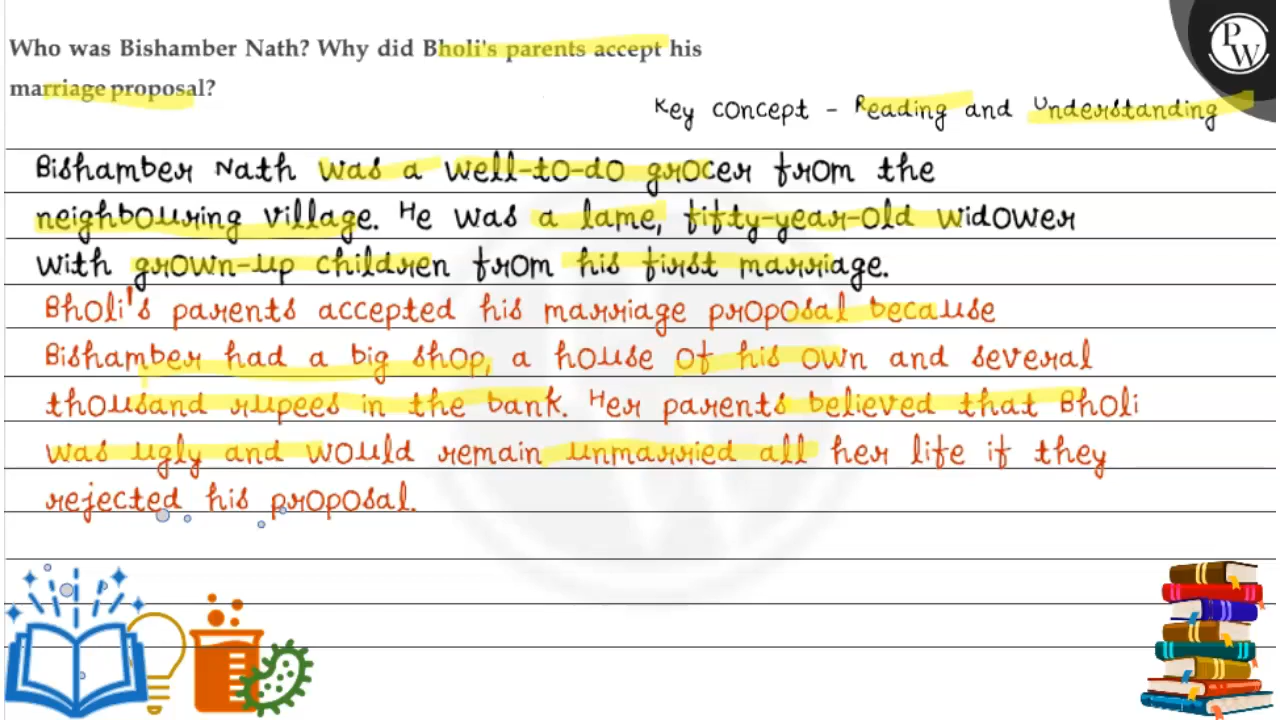 Who was Bishamber Nath? Why did Bholi's parents accept his
marriage proposal?
PW
Key concept - Reading and Understanding
Bishamber Nath was a well-to-do grocer from the
neighbouring village. He was a lame, fifty-year-old widower
with grown-up children from his first marriage.
Bholi's parents accepted his marriage proposal because
Bishamber had a big shop, a house of his own and several
thousand rupees in the bank. Her parents believed that Bholi
was ugly and would remain unmarried all her life if they
rejected his proposal.